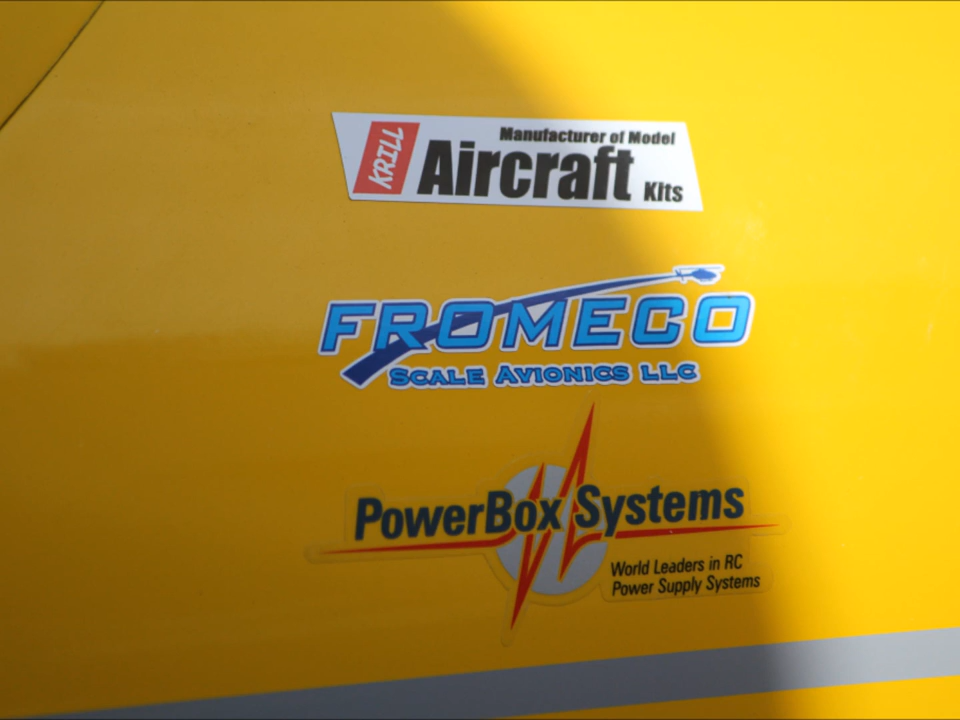 KRILL
Manufacturer of Model
Aircraft Kits
FROMECO
SCALE AVIONICS LLC
PowerBox Systems
World Leaders in RC
Power Supply Systems